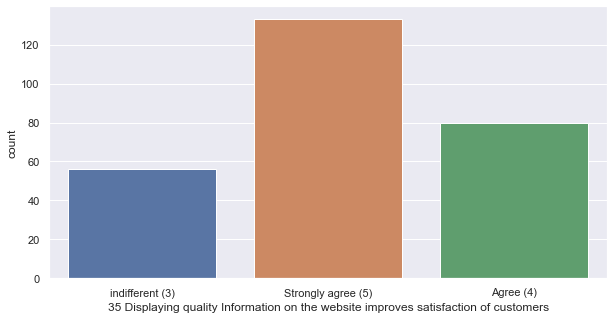 120
100
80
60
40
20
0
count
indifferent (3)
Strongly agree (5)
Agree (4)
35 Displaying quality Information on the website improves satisfaction of customers